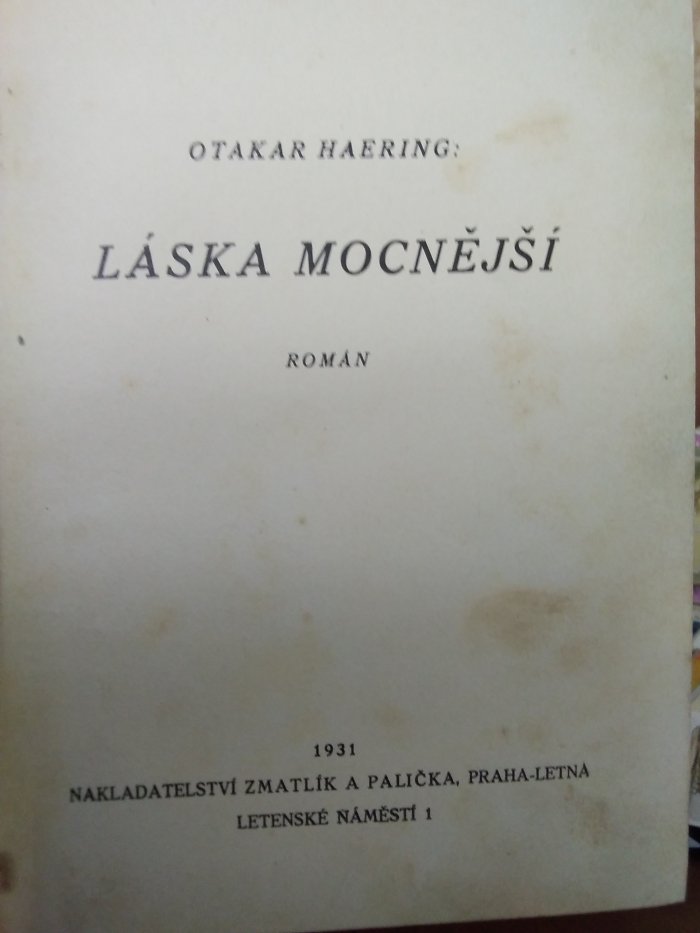 OTAKAR HAERING:
LÁSKA MOCNĚJŠÍ
ROMÁN
1931
NAKLADATELSTVÍ ZMATLÍK A PALIČKA, PRAHA-LETNÁ
LETENSKÉ NÁMĚSTÍ 1